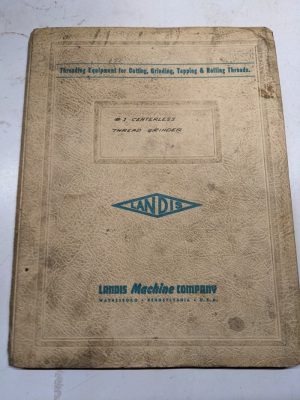 Threading Equipment for Cutting, Grinding, Tapping & Rolling Threads.
#1 CENTERLESS
THREAD GRINDER
LANDIS
LANDIS Machine COMPANY
WAYNESBORO • PENNSYLVANIA • U.S.A.